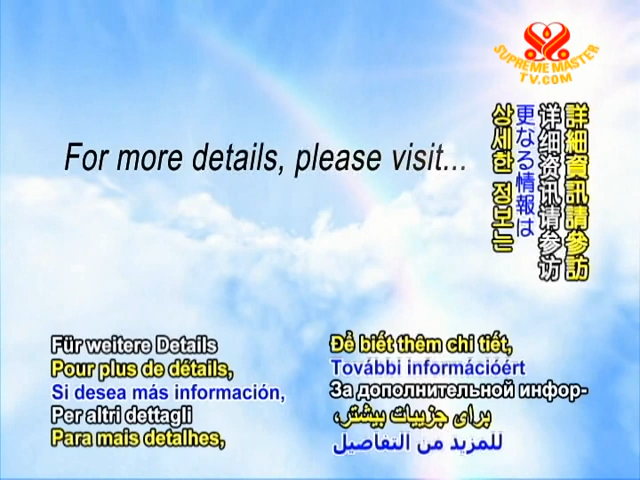 SUPREME MASTER
TV.COM
For more details, please visit...
詳細資訊請參訪
详细资讯请参访
更なる情報は
상세한 정보는
Für weitere Details
Pour plus de détails,
Si desea más información,
Per altri dettagli
Para mais detalhes,
Để biết thêm chi tiết,
További információért
За дополнительной инфор-
برای جزییات بیشتر،
للمزيد من التفاصيل